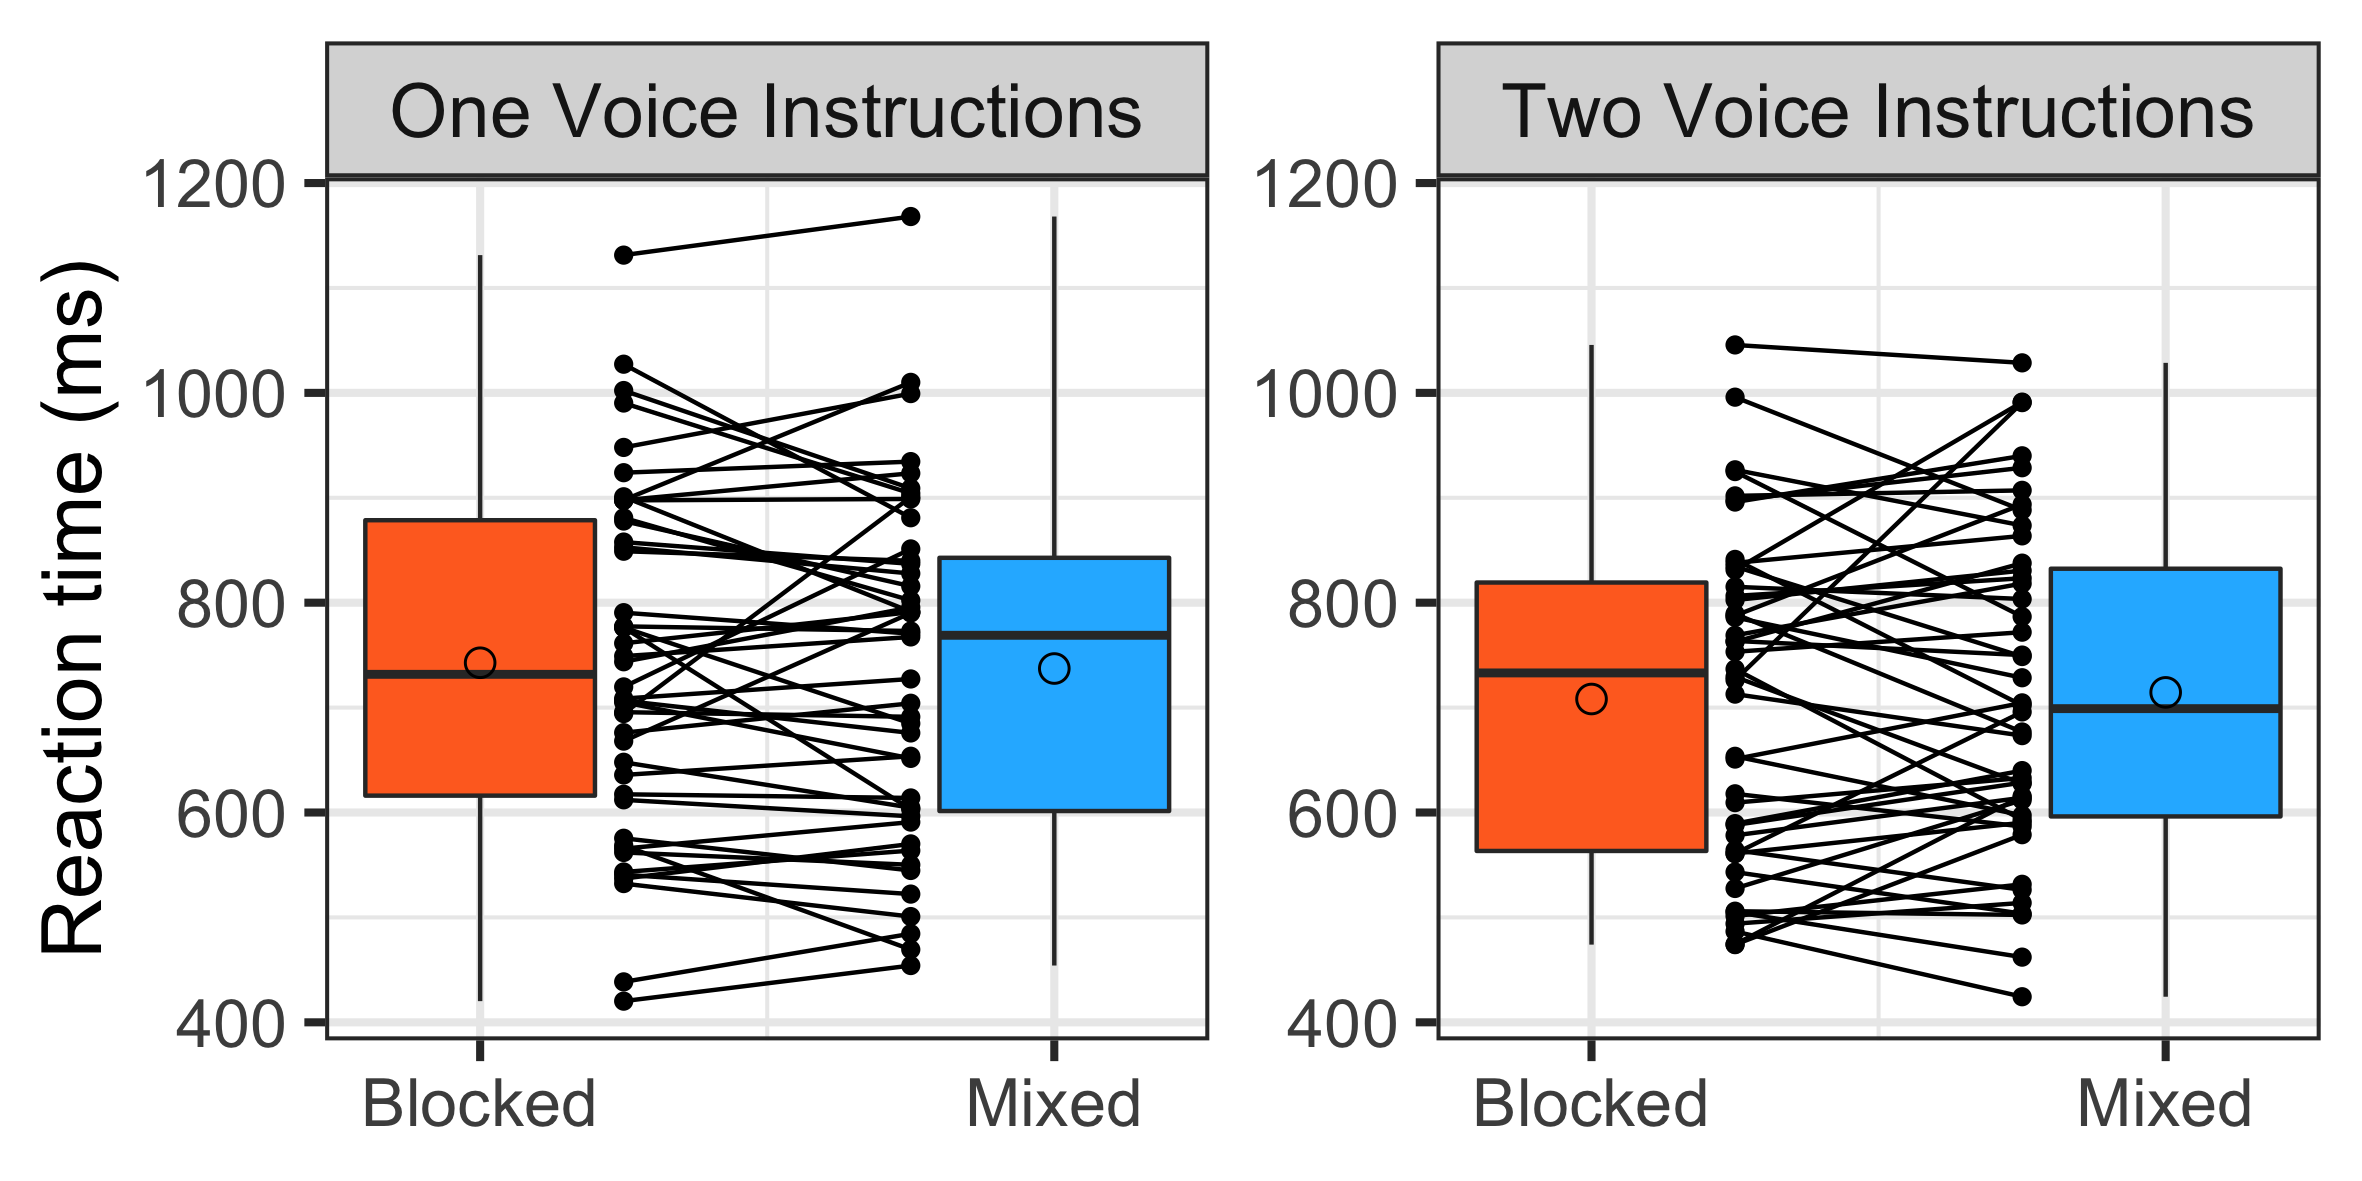 One Voice Instructions
Two Voice Instructions
Reaction time (ms)
1200
1000
800
600
400
Blocked
Mixed
1200
1000
800
600
400
Blocked
Mixed